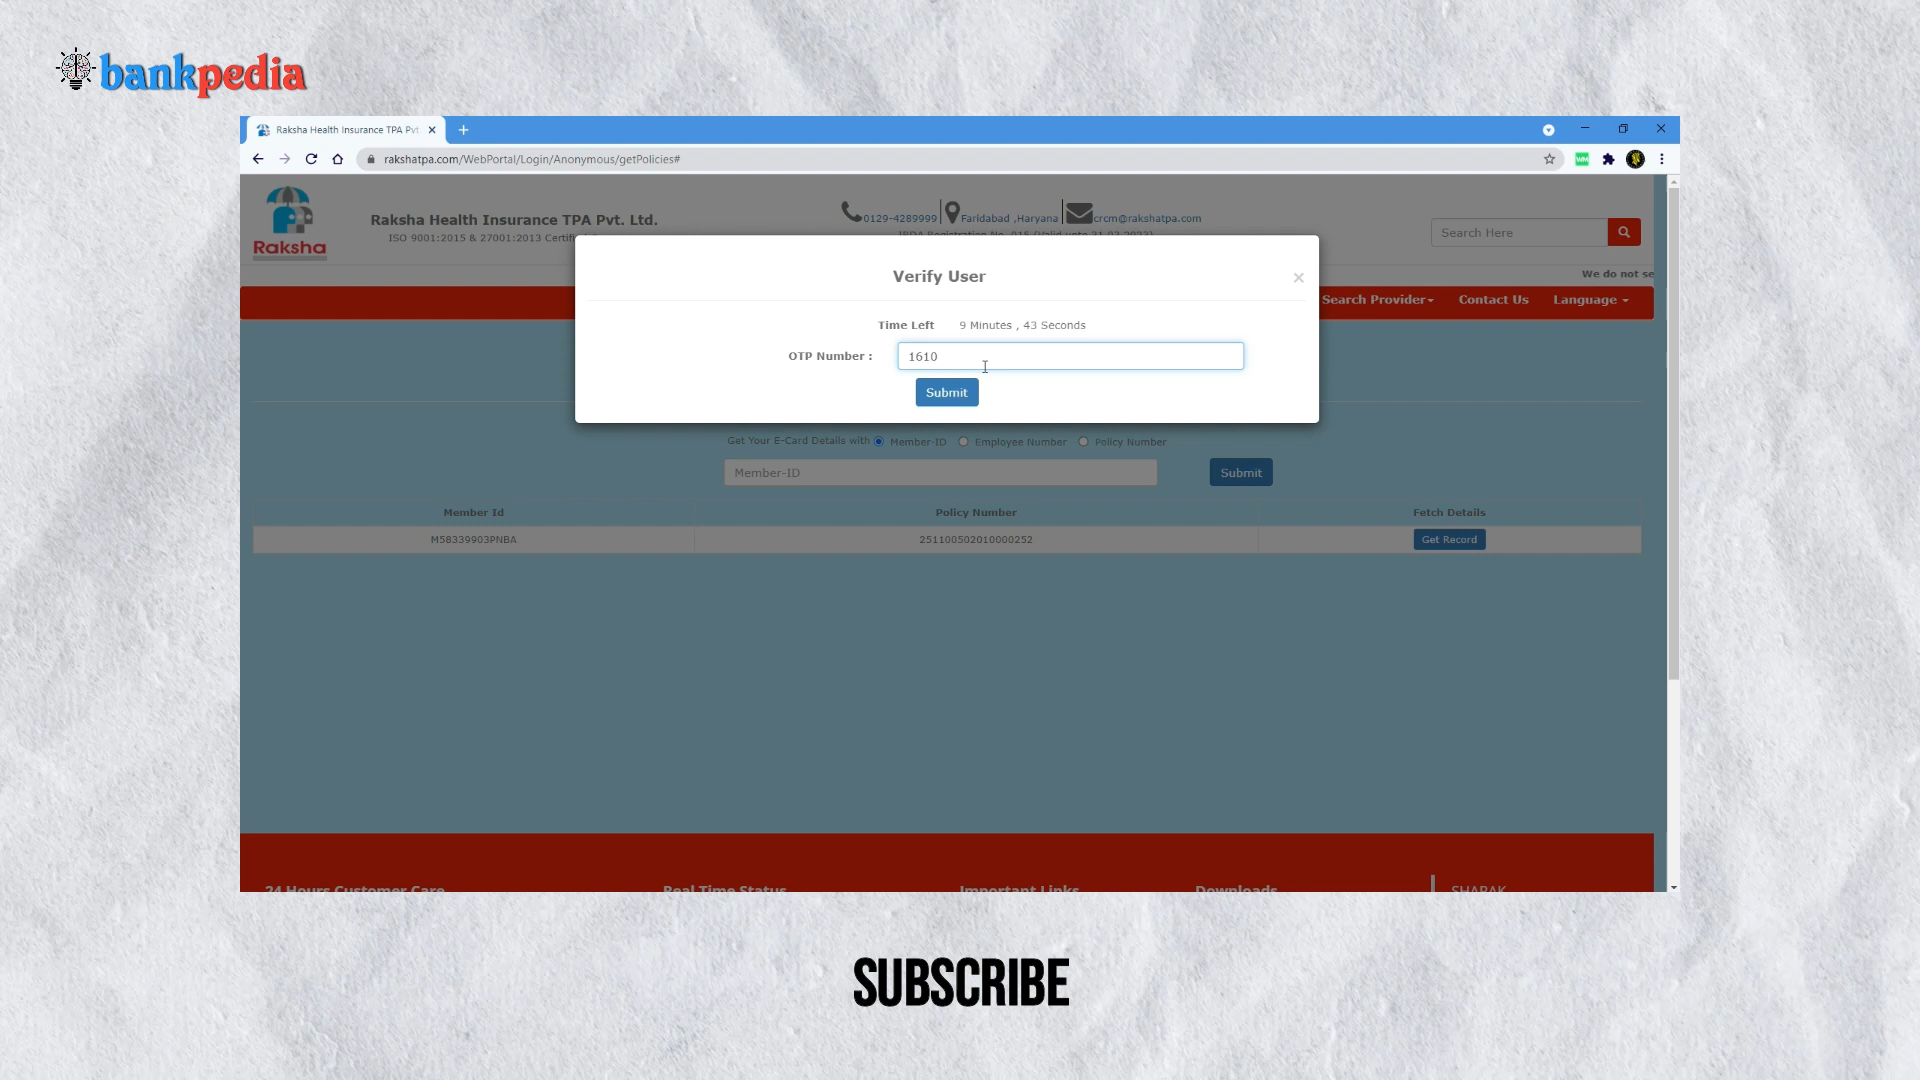 bankpedia
Raksha Health Insurance TPA Pvt
rakshatpa.com/WebPortal/Login/Anonymous/getPolicies#
Raksha
Raksha Health Insurance TPA Pvt. Ltd.
ISO 9001:2015 & 27001:2013 Certifi
0129-4289999
Faridabad ,Haryana
crcm@rakshatpa.com
Search Here
We do not se
Search Provider
Contact Us
Language
Verify User
×
Time Left 9 Minutes , 43 Seconds
OTP Number : 1610
Submit
Get Your E-Card Details with Member-ID Employee Number Policy Number
Member-ID
Submit
Member Id Policy Number Fetch Details
M58339903PNBA 251100502010000252 Get Record
24 Hours Customer Care Real Time Status Important Links Downloads SHARAK
SUBSCRIBE